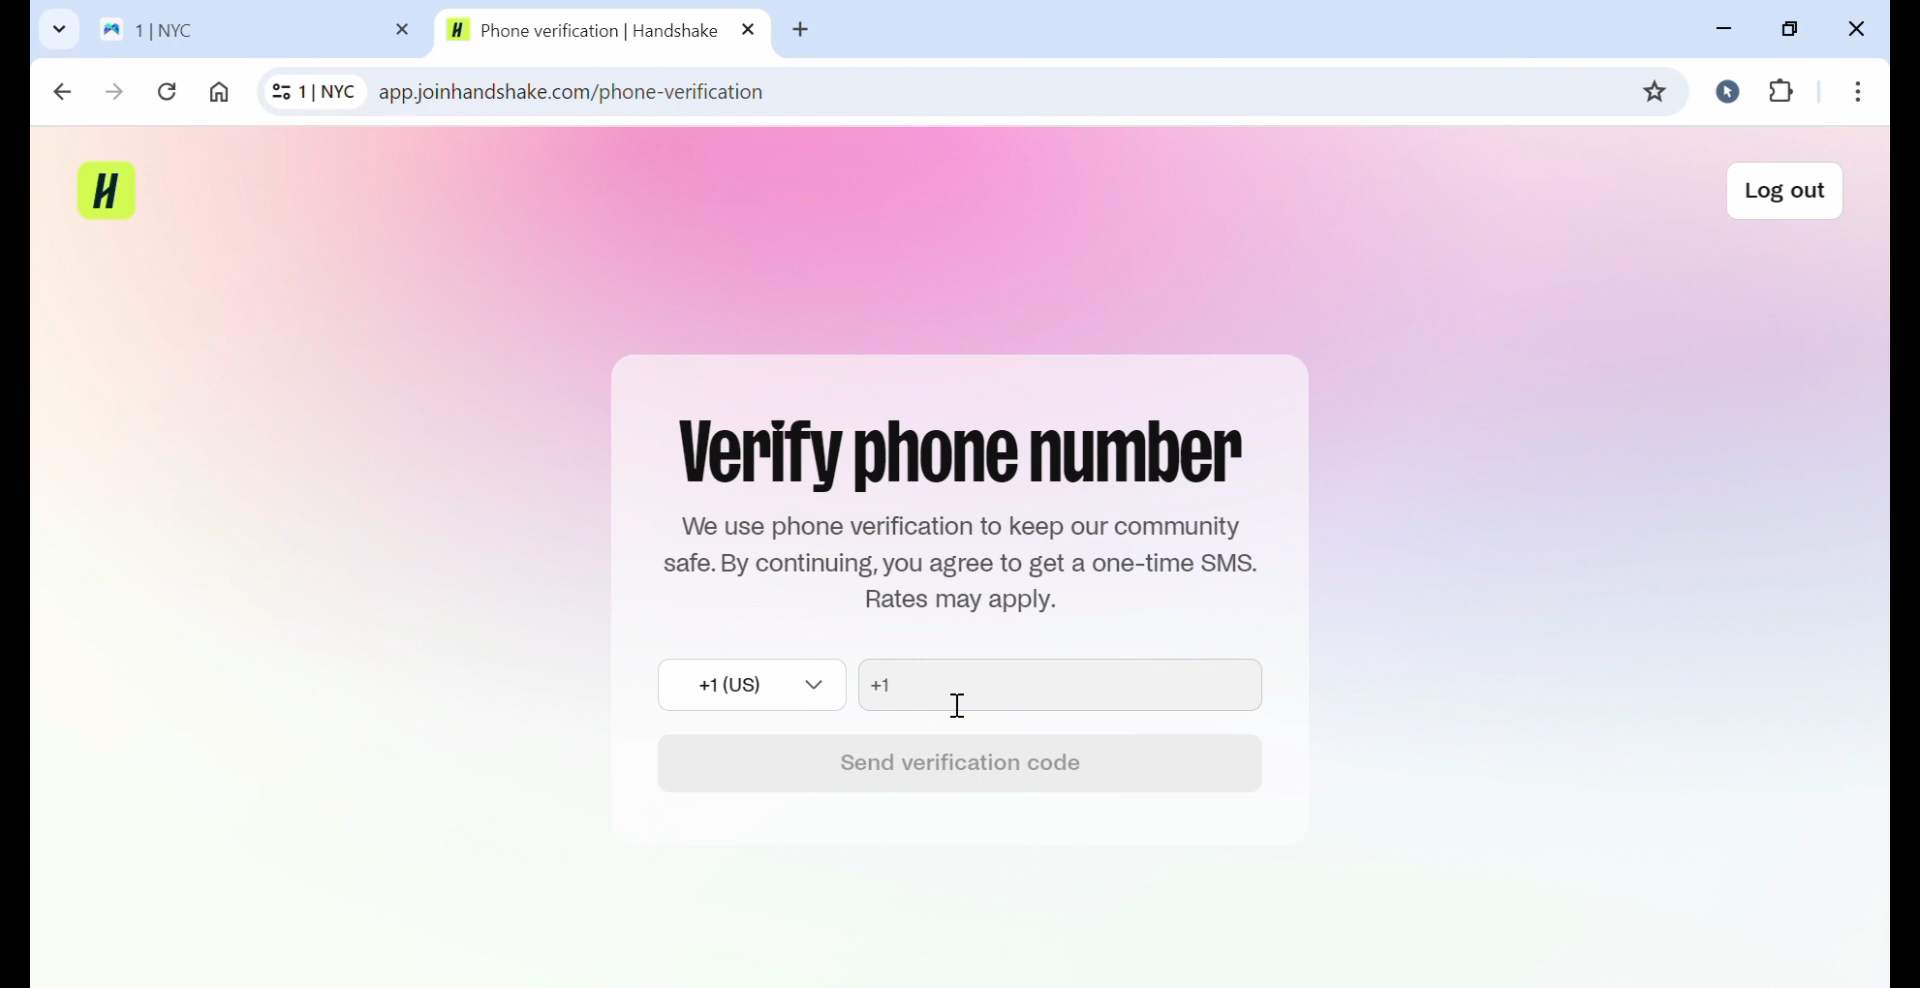 1 | NYC
Phone verification | Handshake
1 | NYC
app.joinhandshake.com/phone-verification
H
Log out
Verify phone number
We use phone verification to keep our community
safe. By continuing, you agree to get a one-time SMS.
Rates may apply.
+1 (US)
+1
Send verification code